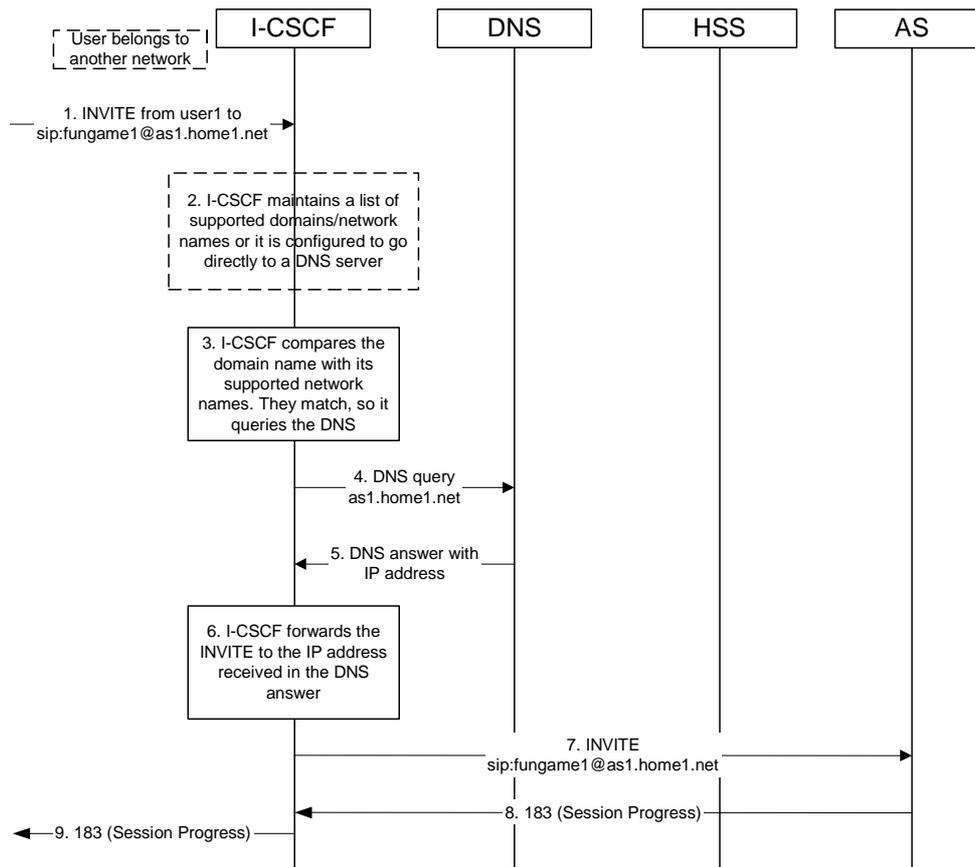 I-CSCF
DNS
HSS
AS
User belongs to
another network
1. INVITE from user1 to
sip:fungame1@as1.home1.net
2. I-CSCF maintains a list of
supported domains/network
names or it is configured to go
directly to a DNS server
3. I-CSCF compares the
domain name with its
supported network
names. They match, so it
queries the DNS
4. DNS query
as1.home1.net
5. DNS answer with
IP address
6. I-CSCF forwards the
INVITE to the IP address
received in the DNS
answer
7. INVITE
sip:fungame1@as1.home1.net
8. 183 (Session Progress)
9. 183 (Session Progress)